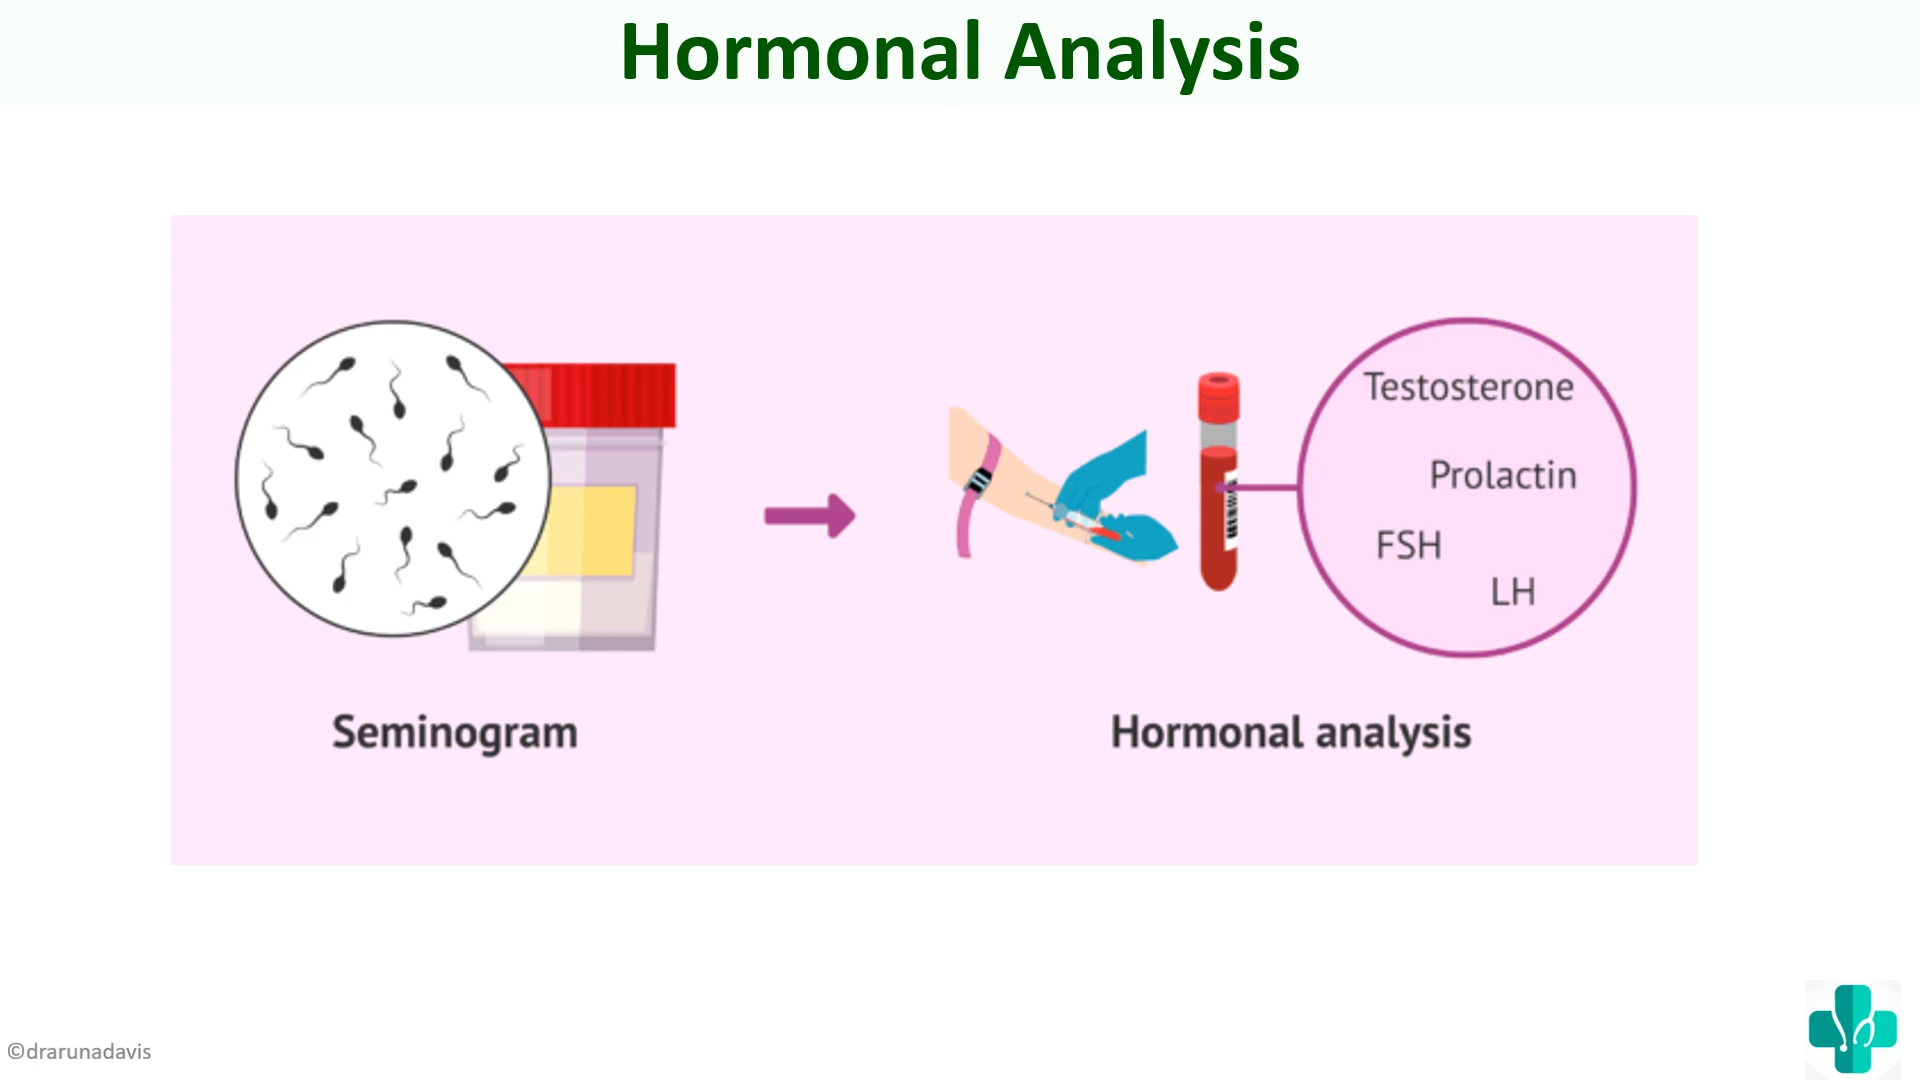 Hormonal Analysis
Testosterone
Prolactin
FSH
LH
Seminogram
Hormonal analysis
©drarunadavis